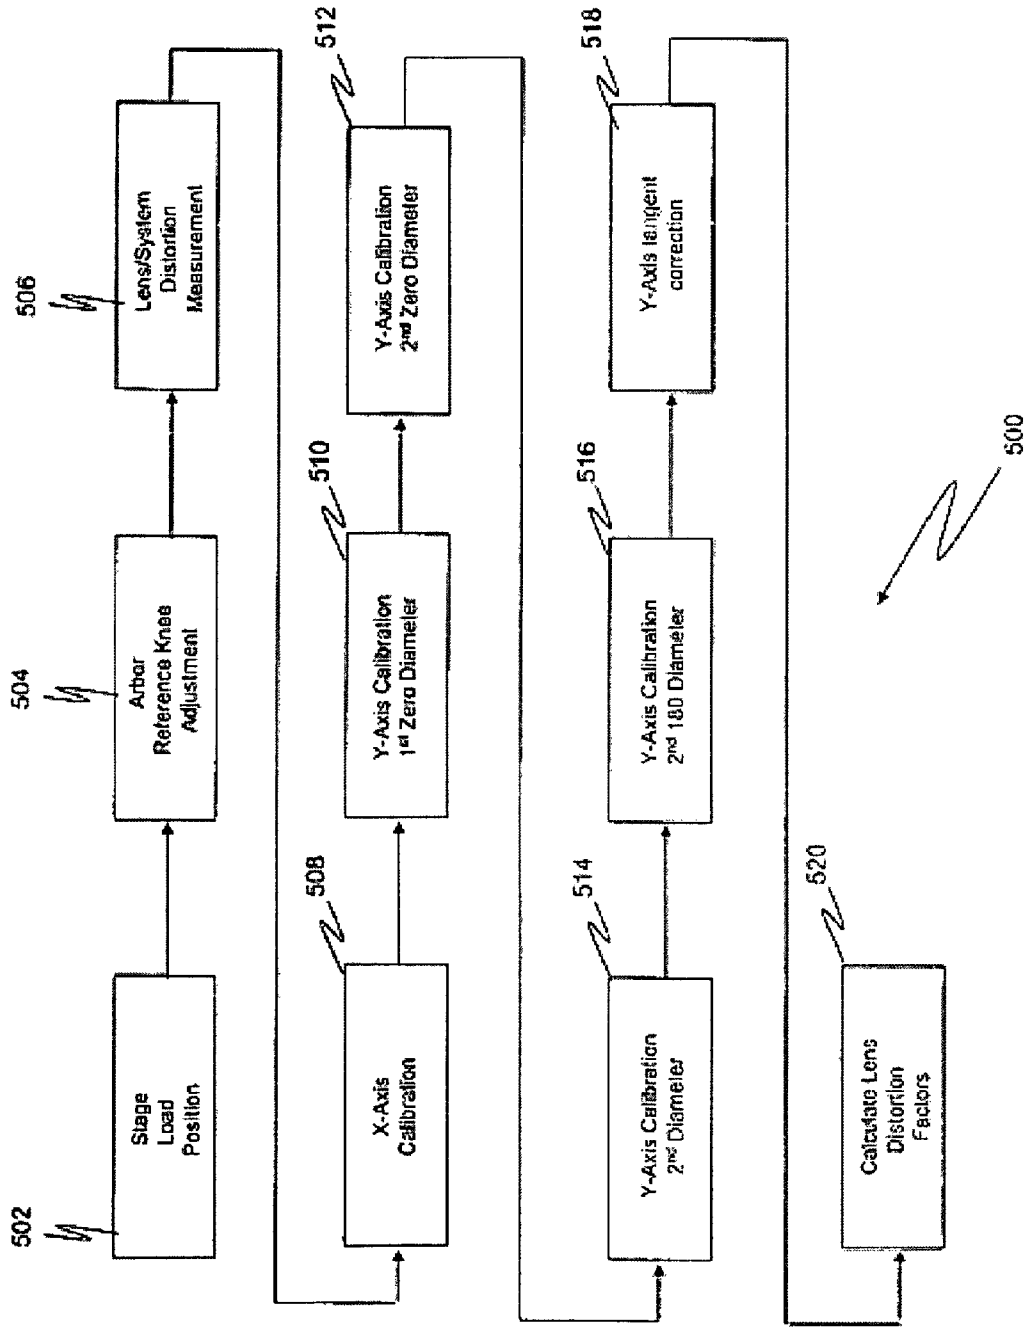 502
Stage
Load
Position
504
Arbor
Reference Knee
Adjustment
506
Lens/System
Distortion
Measurement
508
X-Axis
Calibration
510
Y-Axis Calibration
1st Zero Diameter
512
Y-Axis Calibration
2nd Zero Diameter
514
Y-Axis Calibration
2nd Diameter
516
Y-Axis Calibration
2nd 180 Diameter
518
Y-Axis tangent
correction
520
Calculate Lens
Distortion
Factors
500